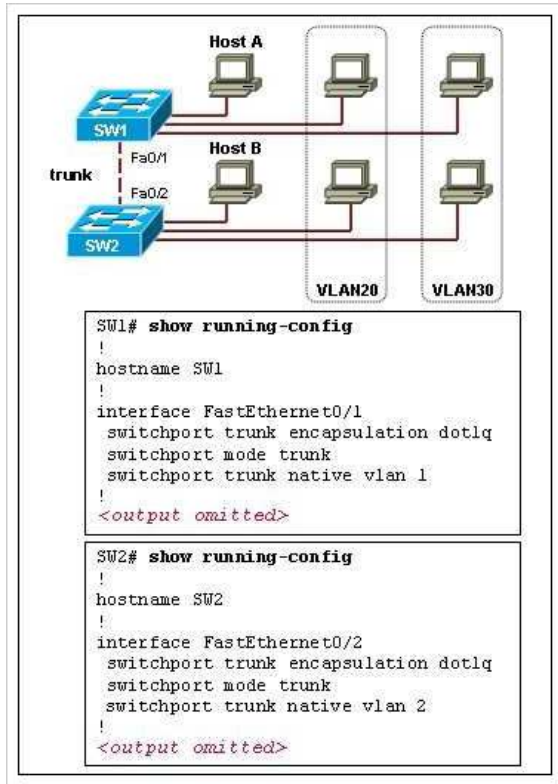 Host A
SW1
Fa0/1
Host B
trunk
Fa0/2
SW2
VLAN20
VLAN30
SW1# show running-config
!
hostname SW1
!
interface FastEthernet0/1
switchport trunk encapsulation dot1q
switchport mode trunk
switchport trunk native vlan 1
!
<output omitted>
SW2# show running-config
!
hostname SW2
!
interface FastEthernet0/2
switchport trunk encapsulation dot1q
switchport mode trunk
switchport trunk native vlan 2
!
<output omitted>